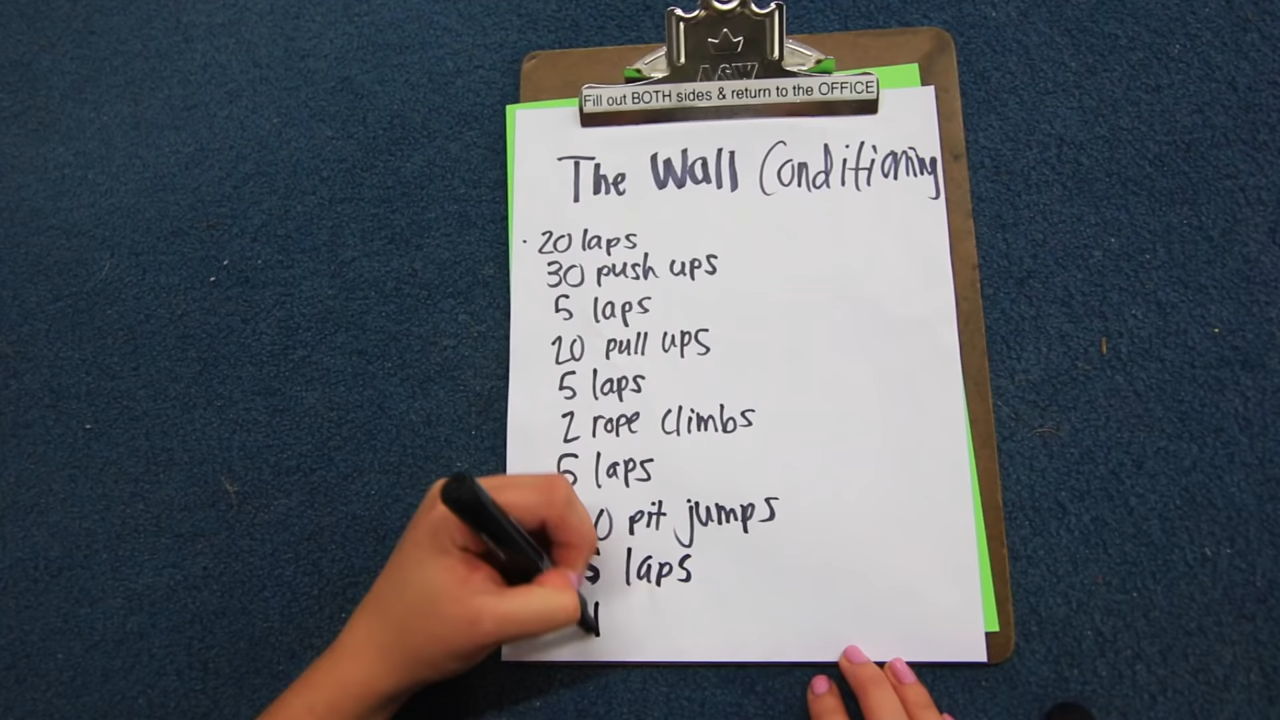 A&W
Fill out BOTH sides & return to the OFFICE
The Wall Conditioning
· 20 laps
30 push ups
5 laps
20 pull ups
5 laps
2 rope climbs
5 laps
pit jumps
5 laps